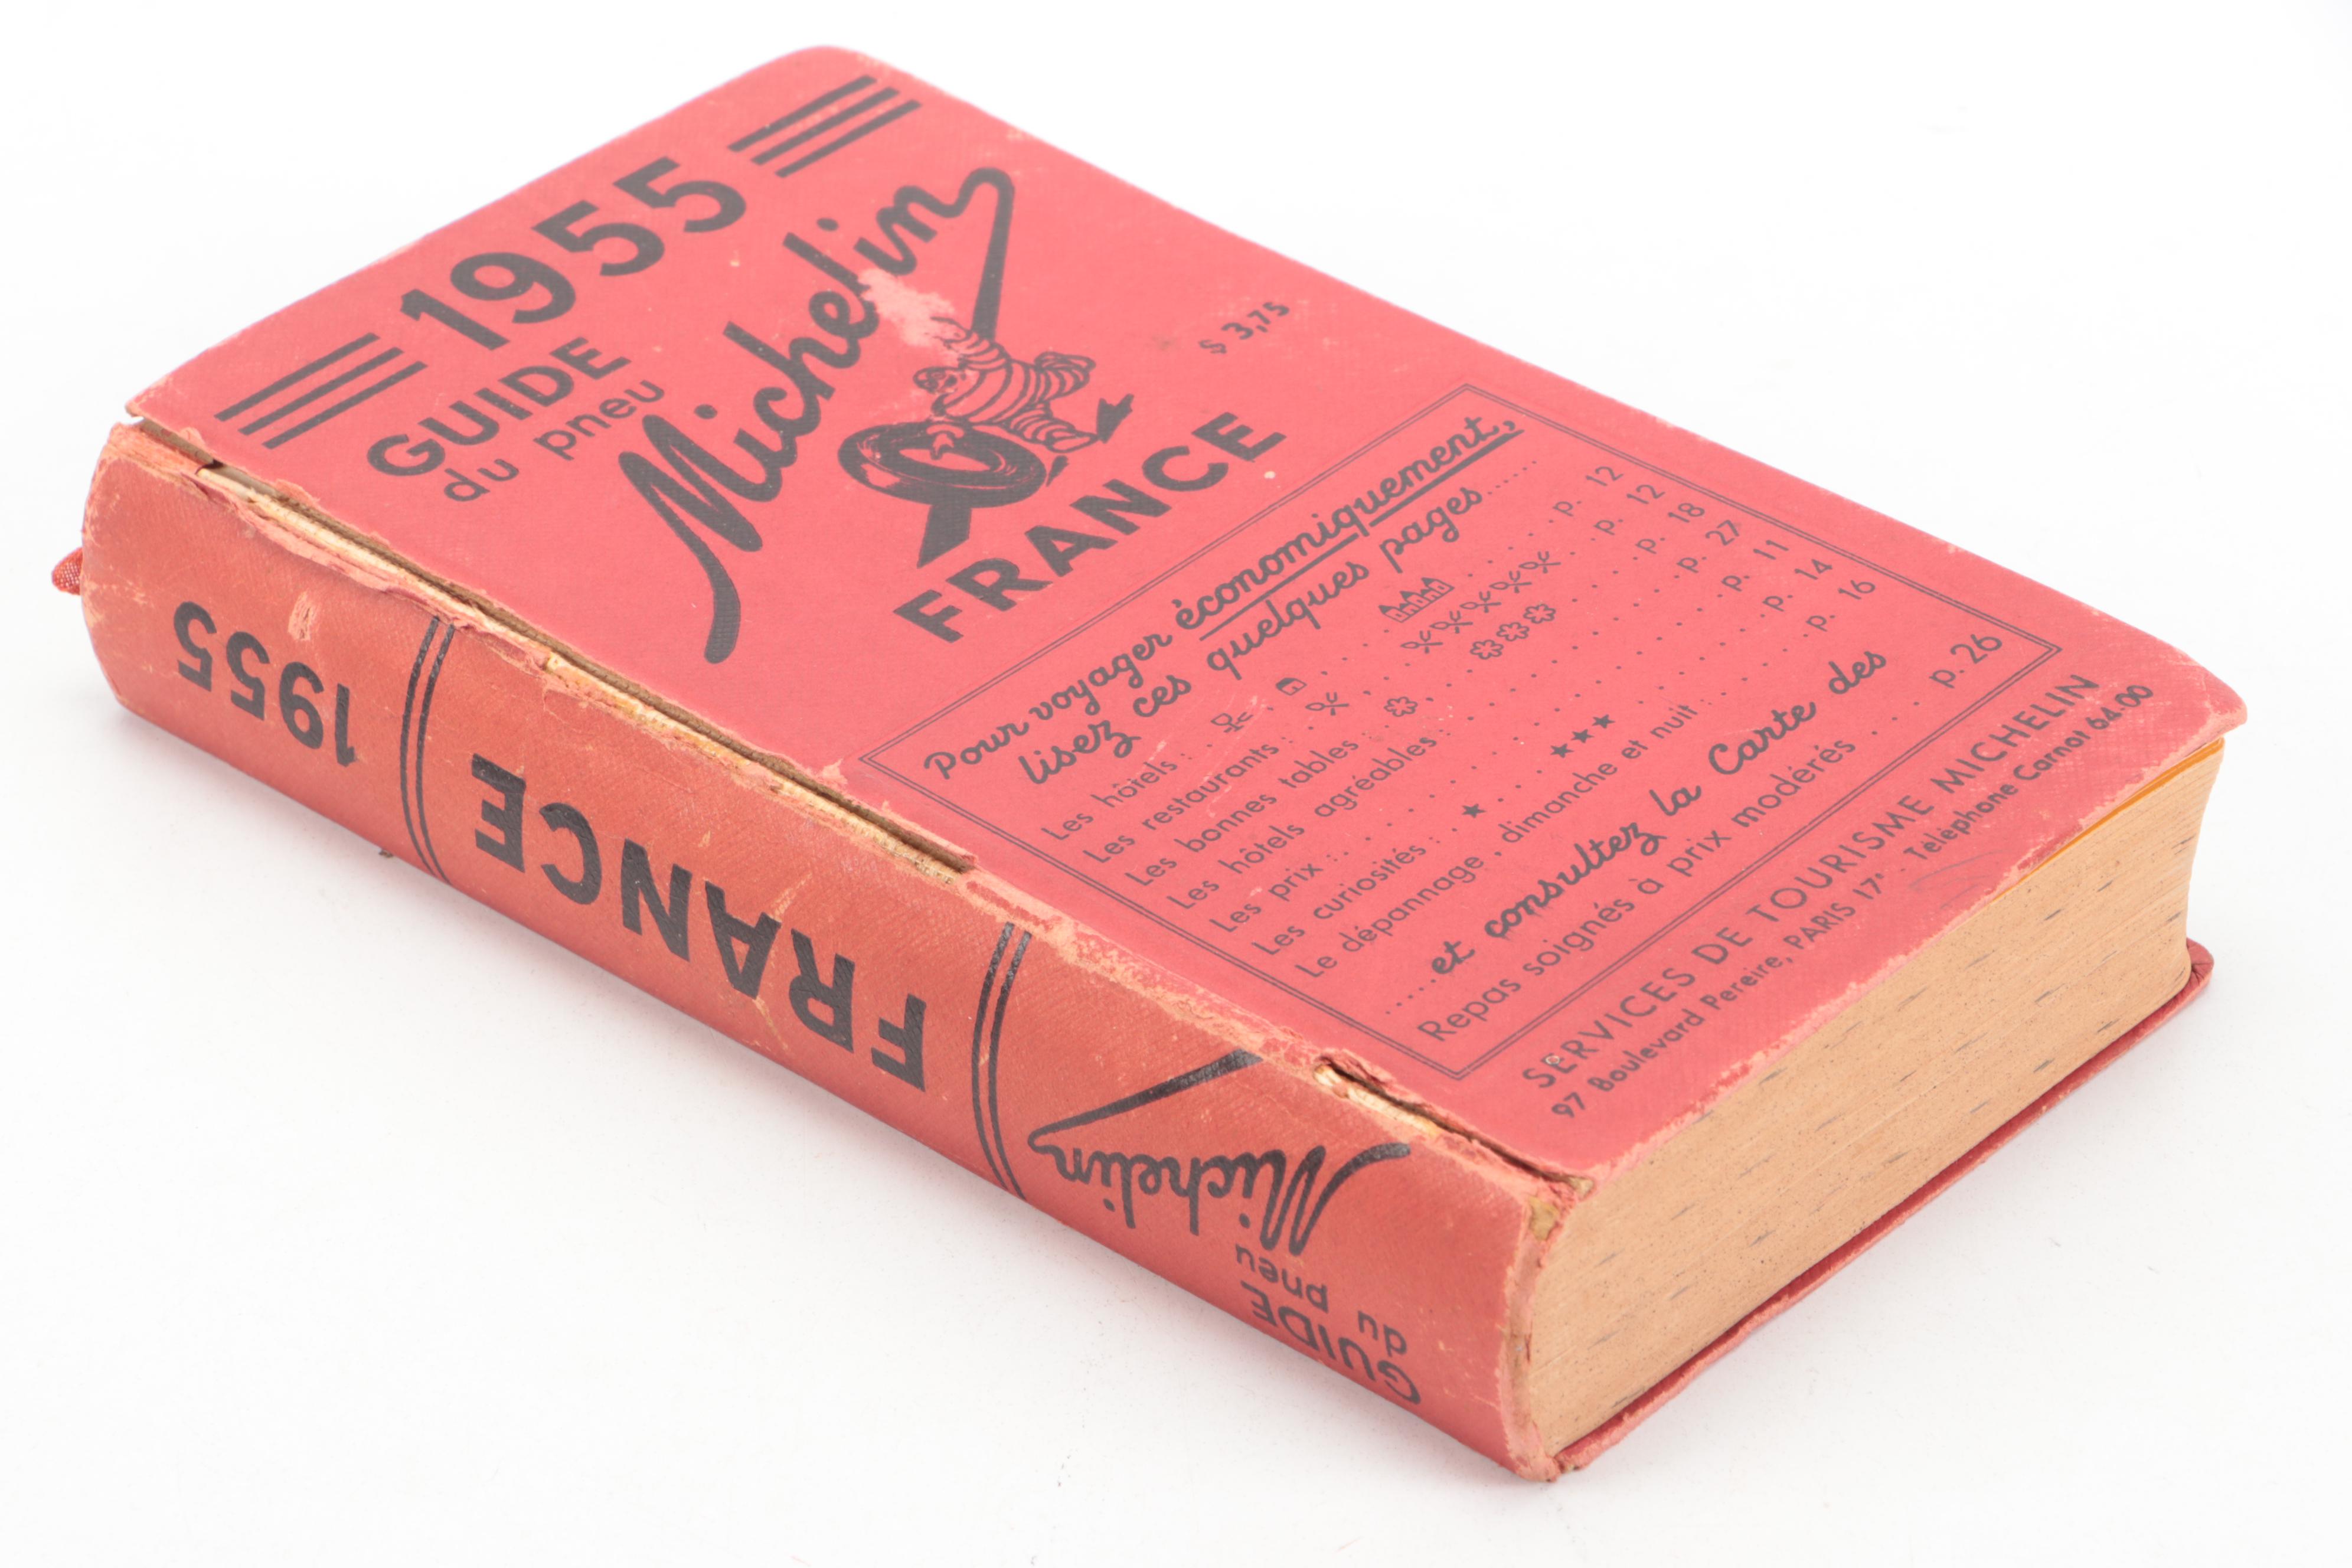 1955
GUIDE
du pneu
Michelin
$ 3,75
FRANCE
Pour voyager économiquement,
lisez ces quelques pages......
Les hôtels : . . . . . . . p. 12
Les restaurants : . . . . p. 12
Les bonnes tables : . . . . p. 18
Les hôtels agréables : . . . . p. 27
Les prix : . . . . . . . p. 11
Les curiosités : . ★ . . . . ★★★ . . . . p. 14
Le dépannage, dimanche et nuit : . . . p. 16
.....et consultez la Carte des
Repas soignés à prix modérés . . . . p. 26
SERVICES DE TOURISME MICHELIN
97 Boulevard Pereire, PARIS 17e - Téléphone Carnot 64-00
GUIDE
du pneu
Michelin
FRANCE
1955